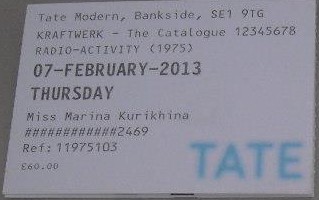 Tate Modern, Bankside, SE1 9TG
KRAFTWERK - The Catalogue 12345678
RADIO-ACTIVITY (1975)
07-FEBRUARY-2013
THURSDAY
Miss Marina Kurikhina
############2469
Ref: 11975103
£60.00
TATE